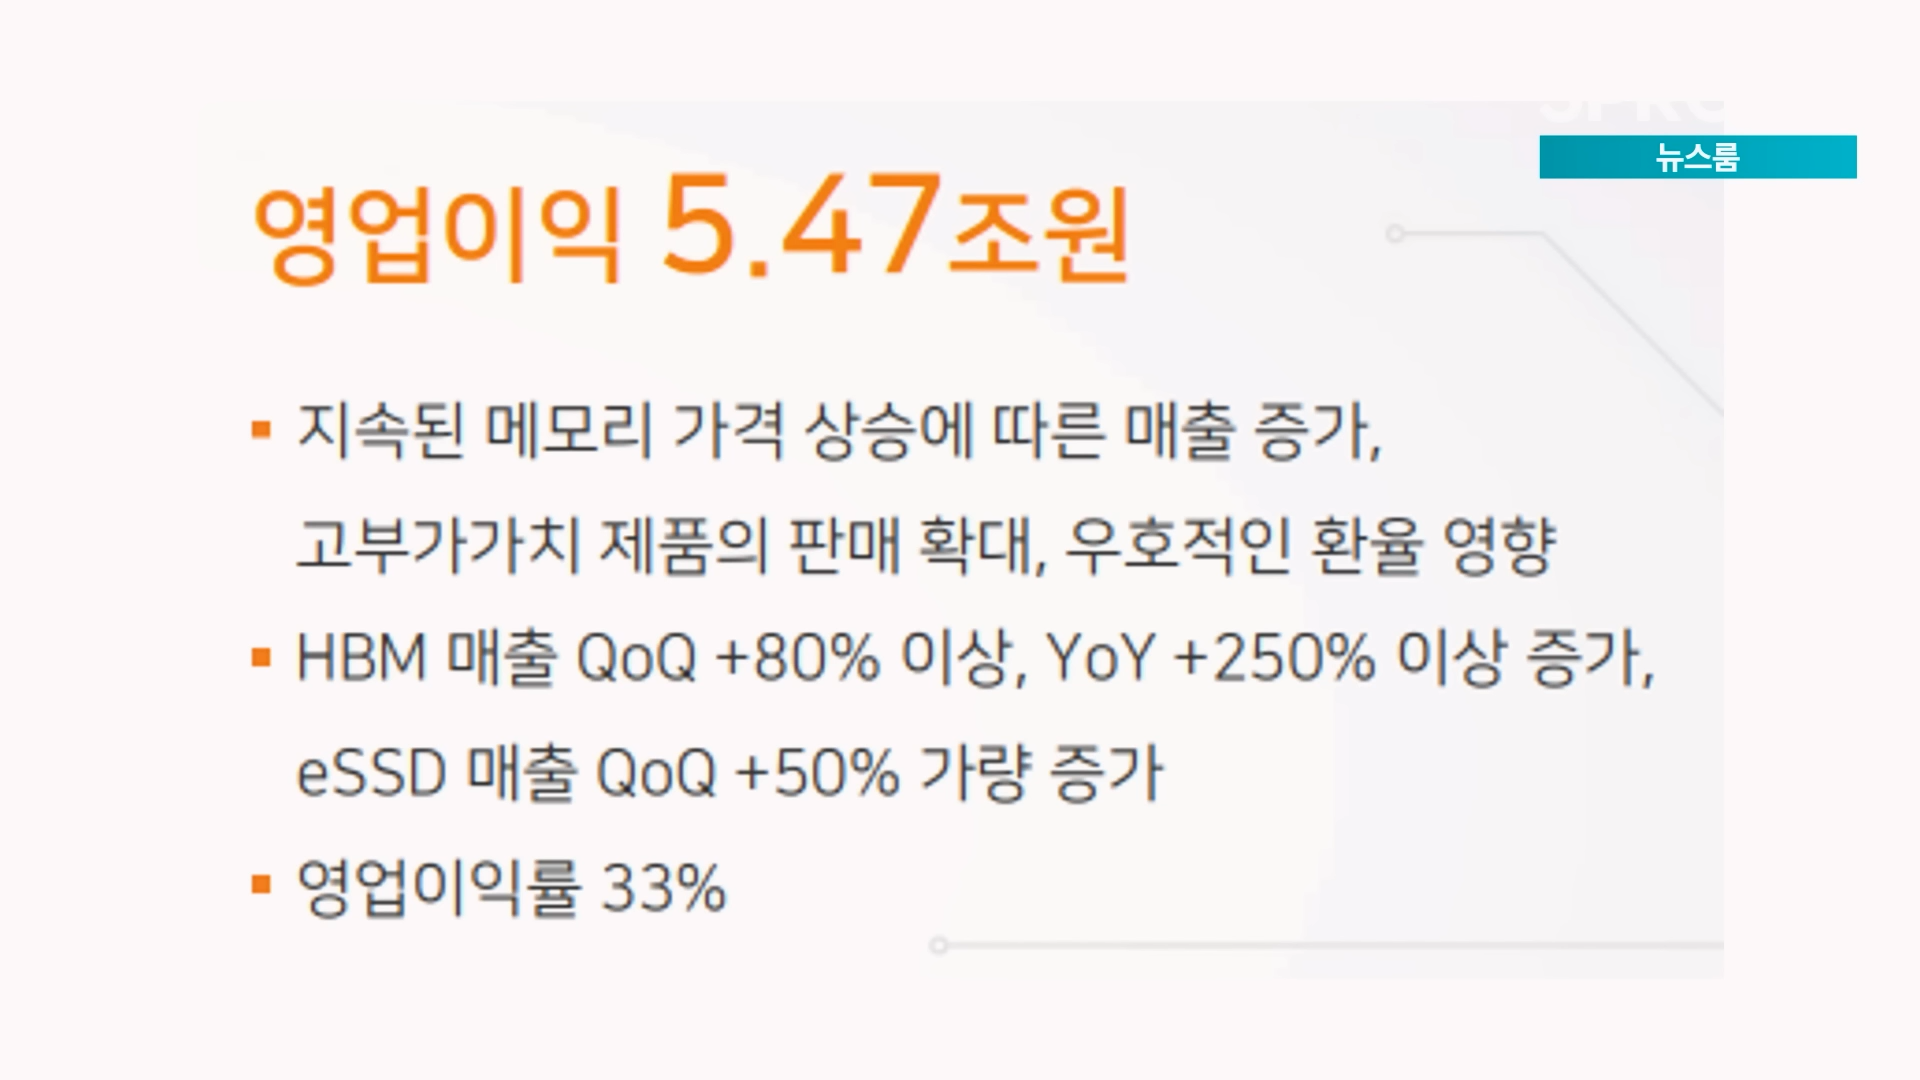 뉴스룸
영업이익 5.47조원
▪ 지속된 메모리 가격 상승에 따른 매출 증가,
고부가가치 제품의 판매 확대, 우호적인 환율 영향
▪ HBM 매출 QoQ +80% 이상, YoY +250% 이상 증가,
eSSD 매출 QoQ +50% 가량 증가
▪ 영업이익률 33%